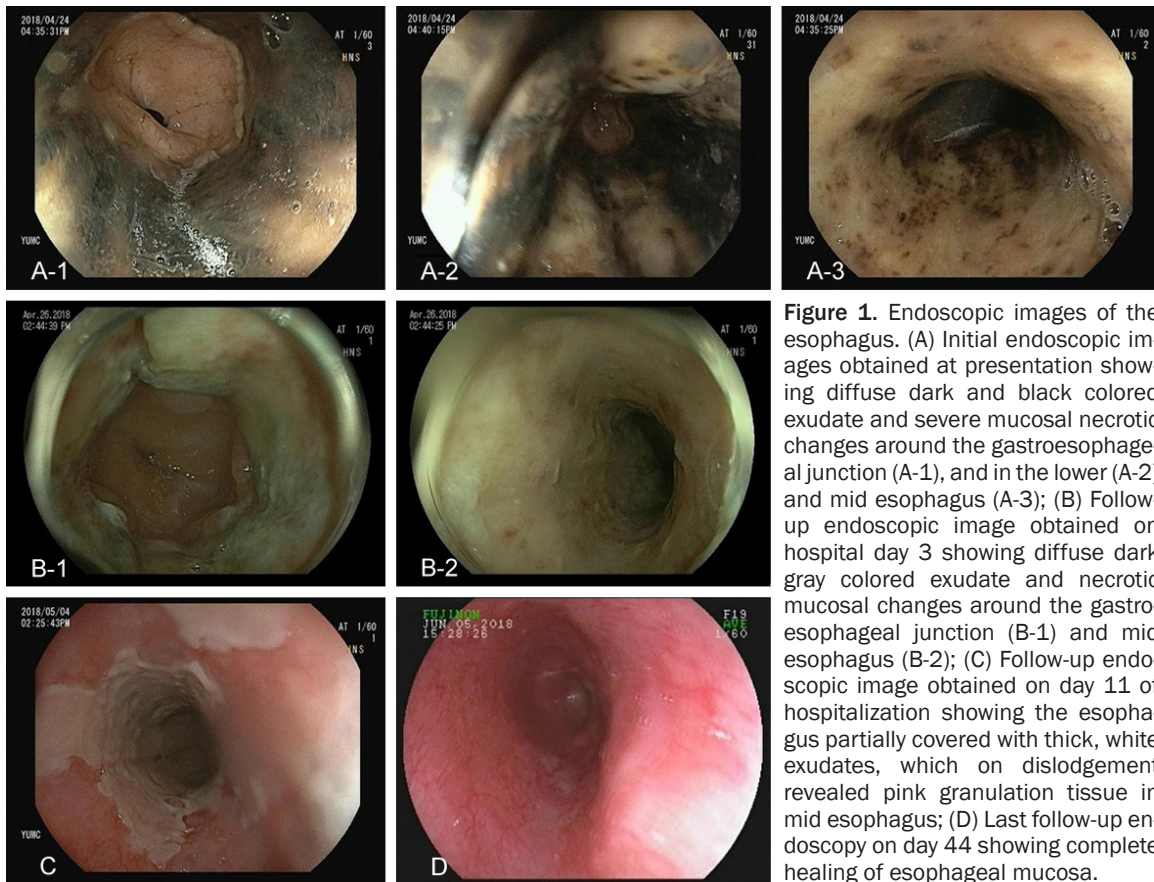 2018/04/24
04:35:31PM
AT 1/60
3
HNS
YUMC
A-1
2018/04/24
04:40:15PM
AT 1/60
31
HNS
YUMC
A-2
2018/04/24
04:35:25PM
AT 1/60
2
HNS
YUMC
A-3
Apr.26.2018
02:44:39 PM
AT 1/60
1
HNS
B-1
Apr.26.2018
02:44:25 PM
AT 1/60
1
HNS
B-2
2018/05/04
02:25:43PM
AT 1/60
1
HNS
YUMC
C
FUJINON
JUN 05,2018
15:28:26
F19
AVE
1/60
D
Figure 1. Endoscopic images of the
esophagus. (A) Initial endoscopic im-
ages obtained at presentation show-
ing diffuse dark and black colored
exudate and severe mucosal necrotic
changes around the gastroesophage-
al junction (A-1), and in the lower (A-2)
and mid esophagus (A-3); (B) Follow-
up endoscopic image obtained on
hospital day 3 showing diffuse dark
gray colored exudate and necrotic
mucosal changes around the gastro-
esophageal junction (B-1) and mid
esophagus (B-2); (C) Follow-up endo-
scopic image obtained on day 11 of
hospitalization showing the esopha-
gus partially covered with thick, white
exudates, which on dislodgement
revealed pink granulation tissue in
mid esophagus; (D) Last follow-up en-
doscopy on day 44 showing complete
healing of esophageal mucosa.